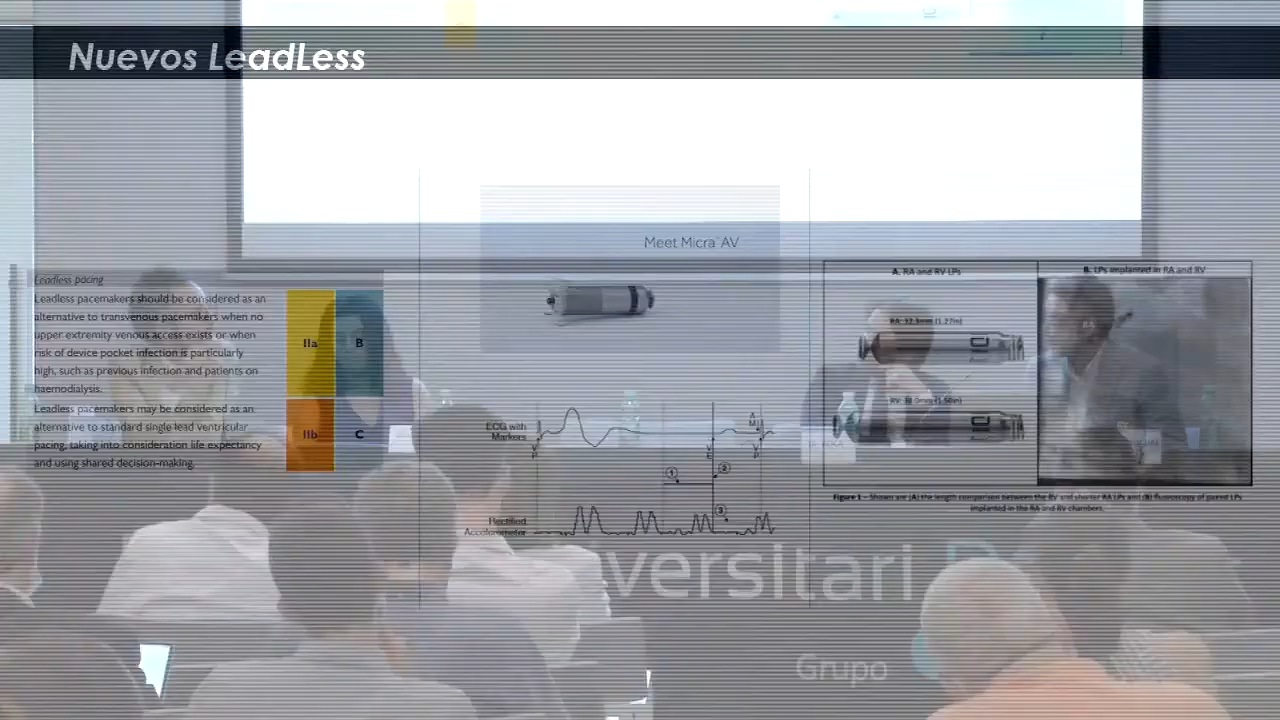 Nuevos LeadLess
Leadless pacing
Leadless pacemakers should be considered as an
alternative to transvenous pacemakers when no
upper extremity venous access exists or when
risk of device pocket infection is particularly
high, such as previous infection and patients on
haemodialysis.
IIa
B
Leadless pacemakers may be considered as an
alternative to standard single lead ventricular
pacing, taking into consideration life expectancy
and using shared decision-making.
IIb
C
Meet Micra™ AV
ECG with
Markers
V
P
V
E
A
M
V
P
1
2
3
Rectified
Accelerometer
A. RA and RV LPs
B. LPs implanted in RA and RV
RA: 32.3mm (1.27in)
RV: 38.0mm (1.50in)
Figure 1 – Shown are (A) the length comparison between the RV and shorter RA LPs and (B) fluoroscopy of paired LPs
implanted in the RA and RV chambers.
versitari
Grupo